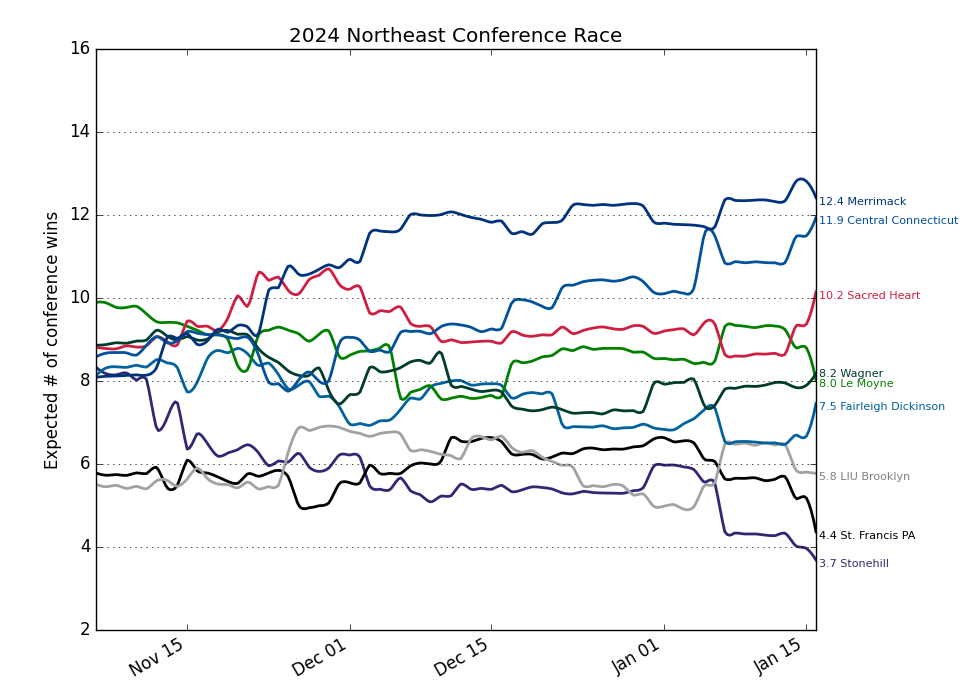 2024 Northeast Conference Race
Expected # of conference wins
16
14
12
10
8
6
4
2
Nov 15
Dec 01
Dec 15
Jan 01
Jan 15
12.4 Merrimack
11.9 Central Connecticut
10.2 Sacred Heart
8.2 Wagner
8.0 Le Moyne
7.5 Fairleigh Dickinson
5.8 LIU Brooklyn
4.4 St. Francis PA
3.7 Stonehill